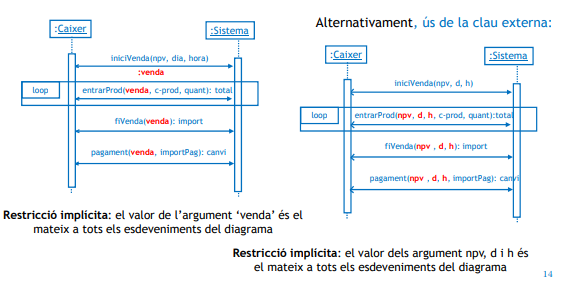 :Caixer
:Sistema
iniciVenda(npv, dia, hora)
:venda
loop
entrarProd(venda, c-prod, quant): total
fiVenda(venda): import
pagament(venda, importPag): canvi
Restricció implícita: el valor de l'argument 'venda' és el
mateix a tots els esdeveniments del diagrama
Alternativament, ús de la clau externa:
:Caixer
:Sistema
iniciVenda(npv, d, h)
loop
entrarProd(npv, d, h, c-prod, quant):total
fiVenda(npv , d, h): import
pagament(npv , d, h, importPag): canvi
Restricció implícita: el valor dels argument npv, d i h és
el mateix a tots els esdeveniments del diagrama
14